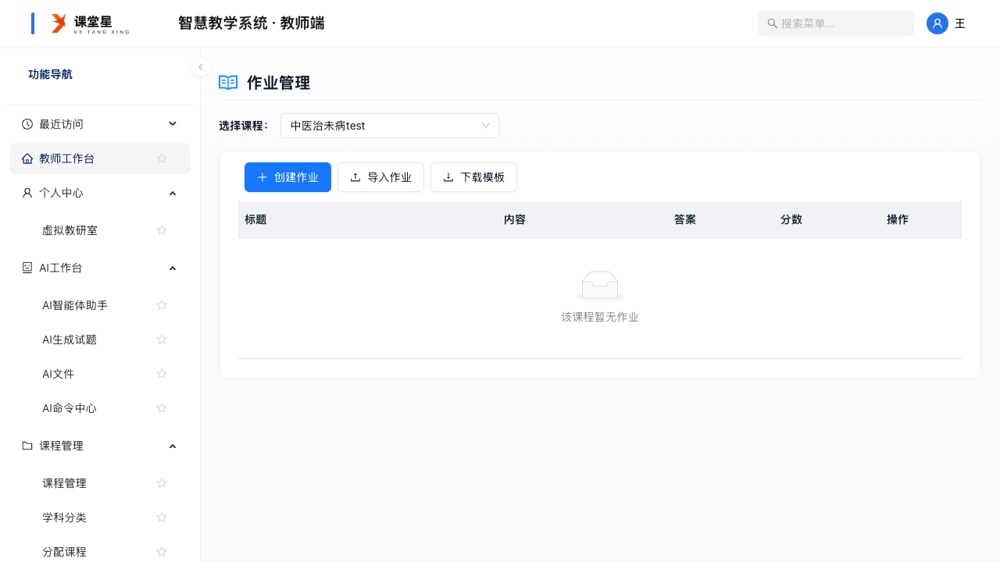 课堂星
KE TANG XING
智慧教学系统 · 教师端
搜索菜单...
王
功能导航
最近访问
教师工作台
个人中心
虚拟教研室
AI工作台
AI智能体助手
AI生成试题
AI文件
AI命令中心
课程管理
课程管理
学科分类
分配课程
作业管理
选择课程：
中医治未病test
创建作业
导入作业
下载模板
标题 内容 答案 分数 操作
该课程暂无作业